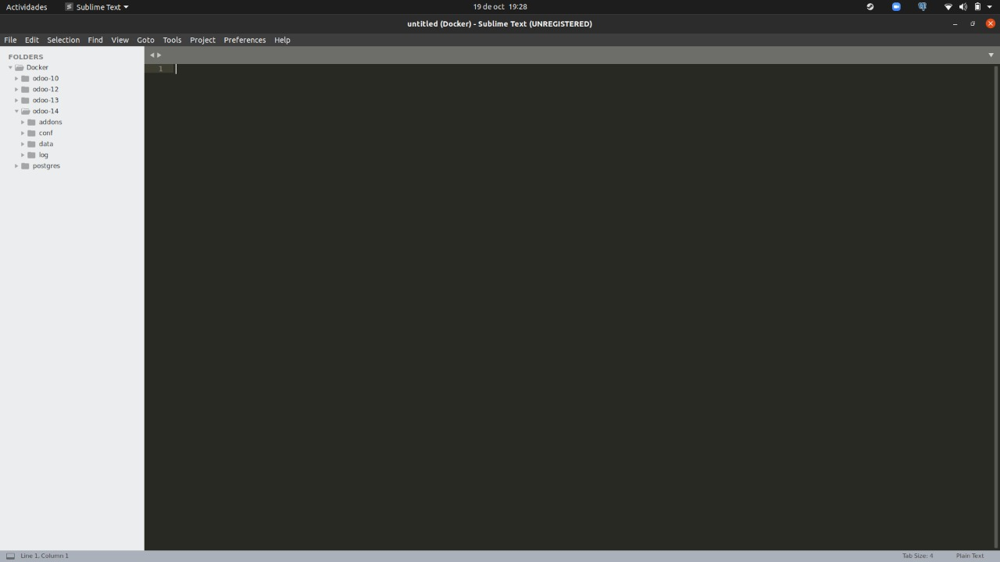 Actividades
Sublime Text
19 de oct 19:28
untitled (Docker) - Sublime Text (UNREGISTERED)
File Edit Selection Find View Goto Tools Project Preferences Help
FOLDERS
Docker
odoo-10
odoo-12
odoo-13
odoo-14
addons
conf
data
log
postgres
1
Line 1, Column 1
Tab Size: 4
Plain Text